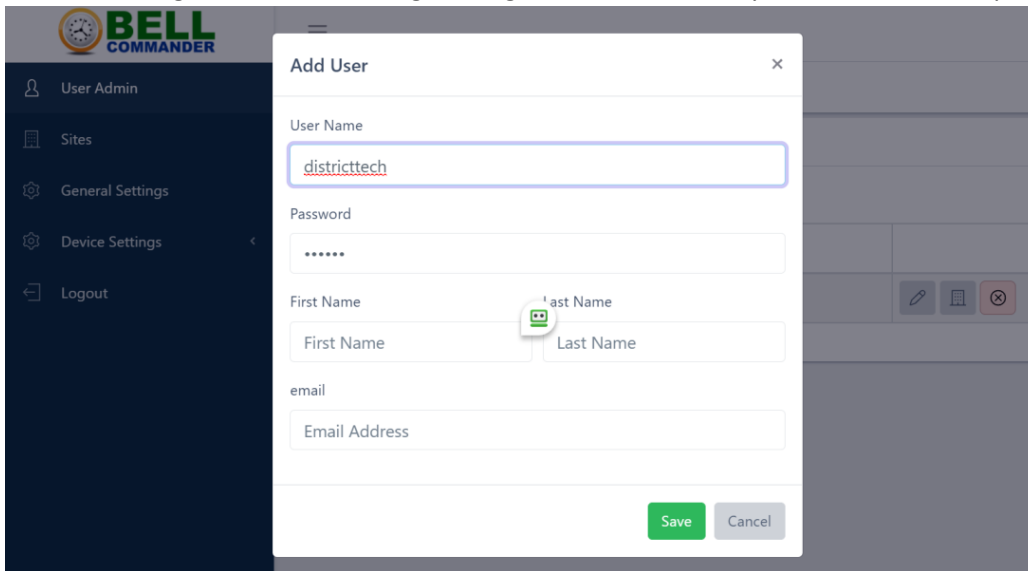 BELL
COMMANDER
User Admin
Sites
General Settings
Device Settings
Logout
Add User
×
User Name
districttech
Password
••••••
First Name
Last Name
First Name
Last Name
email
Email Address
Save
Cancel